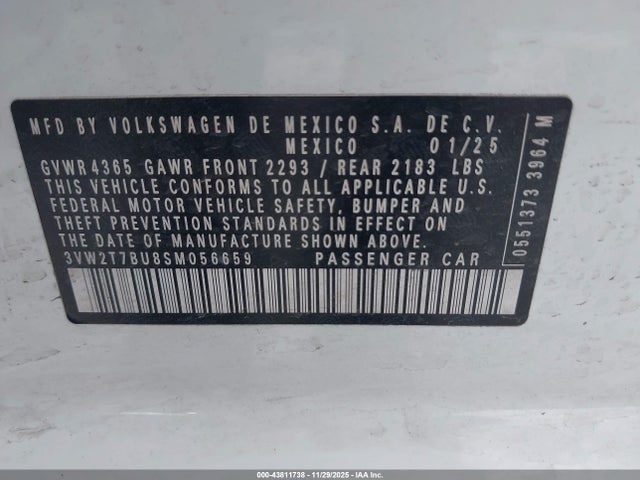 MFD BY VOLKSWAGEN DE MEXICO S.A. DE C.V.
MEXICO 01/25
GVWR 4365 GAWR FRONT 2293 / REAR 2183 LBS
THIS VEHICLE CONFORMS TO ALL APPLICABLE U.S.
FEDERAL MOTOR VEHICLE SAFETY, BUMPER AND
THEFT PREVENTION STANDARDS IN EFFECT ON
THE DATE OF MANUFACTURE SHOWN ABOVE.
3VW2T7BU8SM056659 PASSENGER CAR
0551373 3964 M
000-43811738 - 11/29/2025 - IAA Inc.